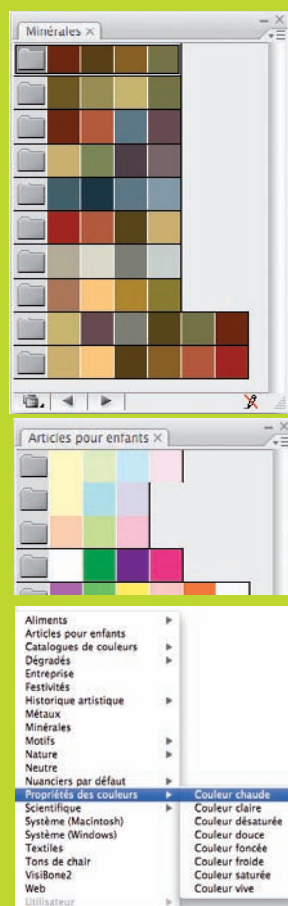 Minérales
Articles pour enfants
Aliments
Articles pour enfants
Catalogues de couleurs
Dégradés
Entreprise
Festivités
Historique artistique
Métaux
Minérales
Motifs
Nature
Neutre
Nuanciers par défaut
Propriétés des couleurs
Scientifique
Système (Macintosh)
Système (Windows)
Textiles
Tons de chair
VisiBone2
Web
Utilisateur
Couleur chaude
Couleur claire
Couleur désaturée
Couleur douce
Couleur foncée
Couleur froide
Couleur saturée
Couleur vive